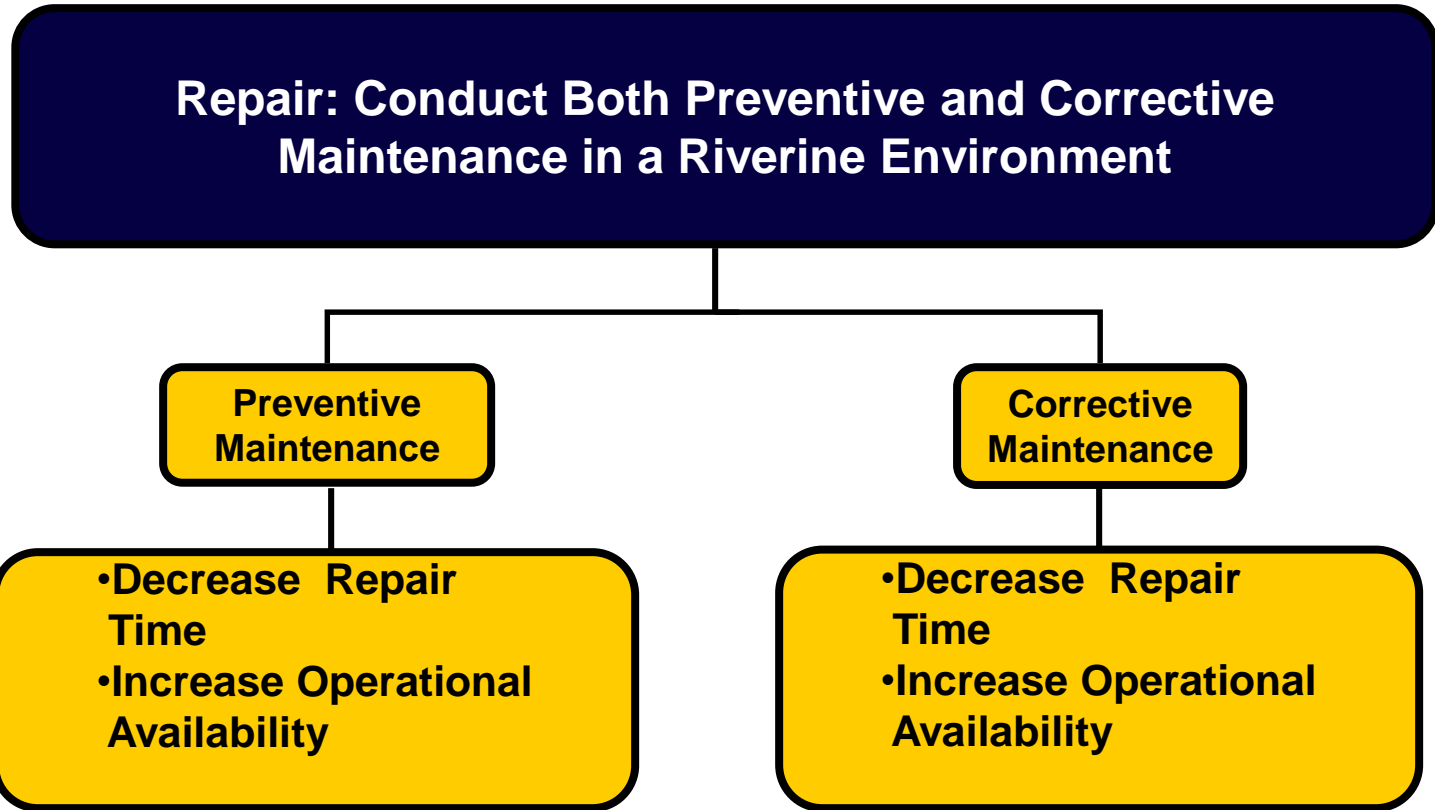 Repair: Conduct Both Preventive and Corrective
Maintenance in a Riverine Environment
Preventive
Maintenance
Corrective
Maintenance
•Decrease  Repair
Time
•Increase Operational
Availability
•Decrease  Repair
Time
•Increase Operational
Availability